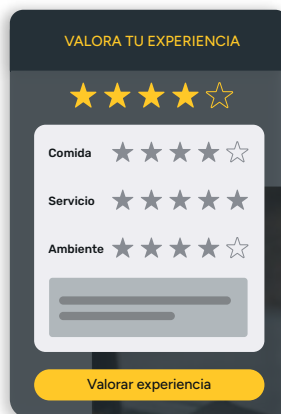 VALORA TU EXPERIENCIA
Comida
Servicio
Ambiente
Valorar experiencia